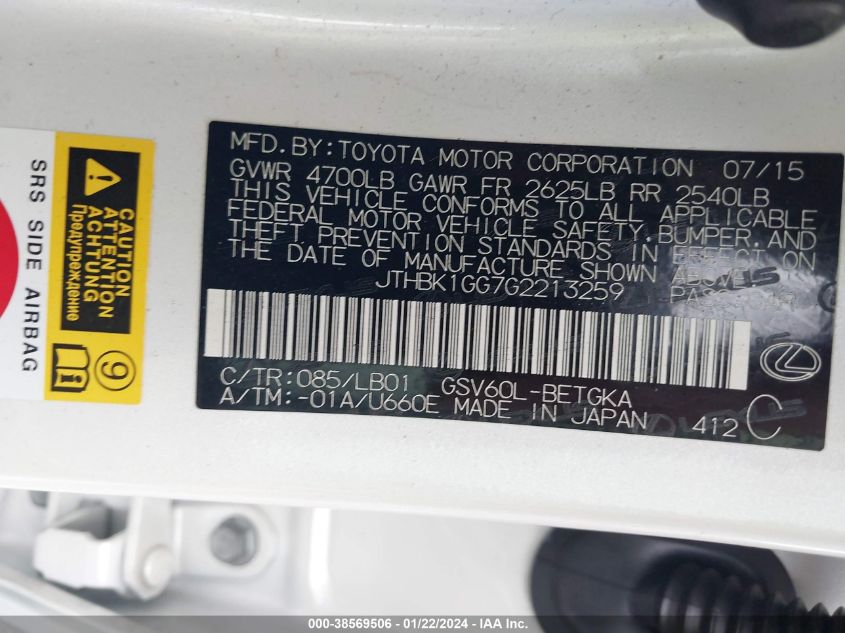 MFD.BY:TOYOTA MOTOR CORPORATION 07/15
GVWR 4700LB GAWR FR 2625LB RR 2540LB
THIS VEHICLE CONFORMS TO ALL APPLICABLE
FEDERAL MOTOR VEHICLE SAFETY,BUMPER,AND
THEFT PREVENTION STANDARDS IN EFFECT ON
THE DATE OF MANUFACTURE SHOWN ABOVE.
JTHBK1GG7G2213259 PASS.CAR
C/TR:085/LB01 GSV60L-BETGKA
A/TM:-01A/U660E MADE IN JAPAN 412 C
SRS SIDE AIRBAG
CAUTION
ATTENTION
ACHTUNG
Предупреждение
9
000-38569506 - 01/22/2024 - IAA Inc.